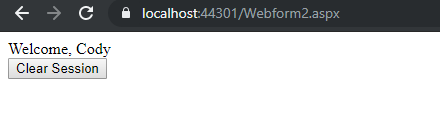 localhost:44301/Webform2.aspx
Welcome, Cody
Clear Session